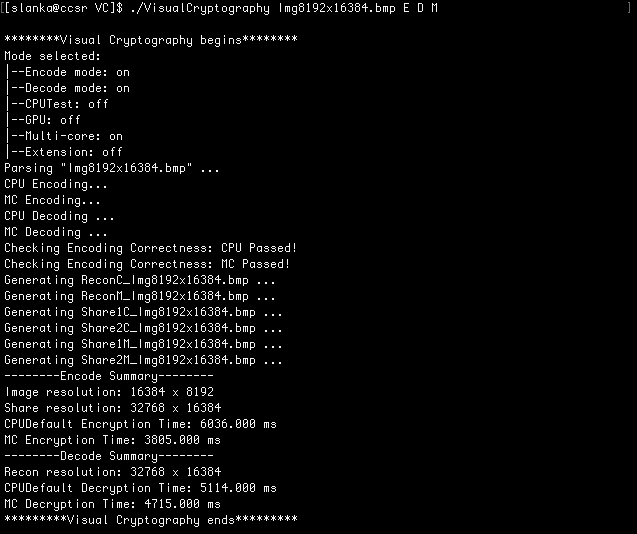 [[slanka@ccsr VC]$ ./VisualCryptography Img8192x16384.bmp E D M ]
********Visual Cryptography begins********
Mode selected:
|--Encode mode: on
|--Decode mode: on
|--CPUTest: off
|--GPU: off
|--Multi-core: on
|--Extension: off
Parsing "Img8192x16384.bmp" ...
CPU Encoding...
MC Encoding...
CPU Decoding ...
MC Decoding ...
Checking Encoding Correctness: CPU Passed!
Checking Encoding Correctness: MC Passed!
Generating ReconC_Img8192x16384.bmp ...
Generating ReconM_Img8192x16384.bmp ...
Generating Share1C_Img8192x16384.bmp ...
Generating Share2C_Img8192x16384.bmp ...
Generating Share1M_Img8192x16384.bmp ...
Generating Share2M_Img8192x16384.bmp ...
--------Encode Summary--------
Image resolution: 16384 x 8192
Share resolution: 32768 x 16384
CPUDefault Encryption Time: 6036.000 ms
MC Encryption Time: 3805.000 ms
--------Decode Summary--------
Recon resolution: 32768 x 16384
CPUDefault Decryption Time: 5114.000 ms
MC Decryption Time: 4715.000 ms
*********Visual Cryptography ends*********